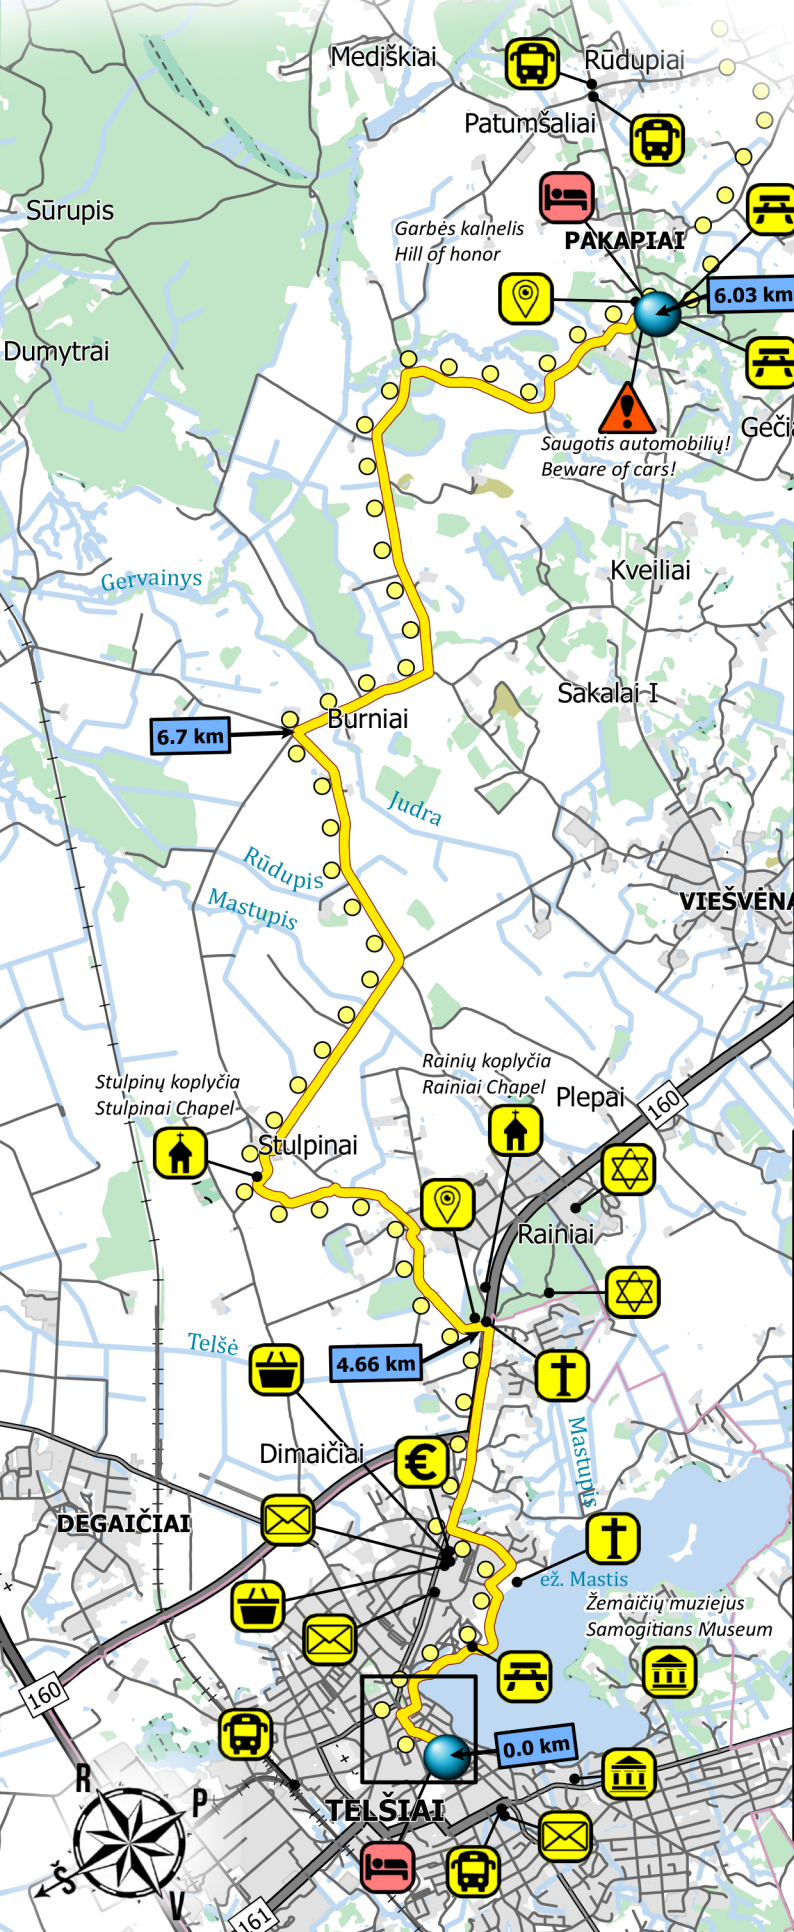 Mediškiai
Rūdupiai
Patumšaliai
Sūrupis
Garbės kalnelis
Hill of honor
PAKAPIAI
6.03 km
Dumytrai
Saugotis automobilių!
Beware of cars!
Gervainys
Kveiliai
Sakalai I
Burniai
6.7 km
Judra
Rūdupis
Mastupis
Stulpinų koplyčia
Stulpinai Chapel
Rainių koplyčia
Rainiai Chapel
Plepai
160
Stulpinai
Rainiai
Telšė
4.66 km
Dimaičiai
€
Mastupis
DEGAIČIAI
ež. Mastis
Žemaičių muziejus
Samogitians Museum
160
0.0 km
TELŠIAI
R
P
Š
V
161